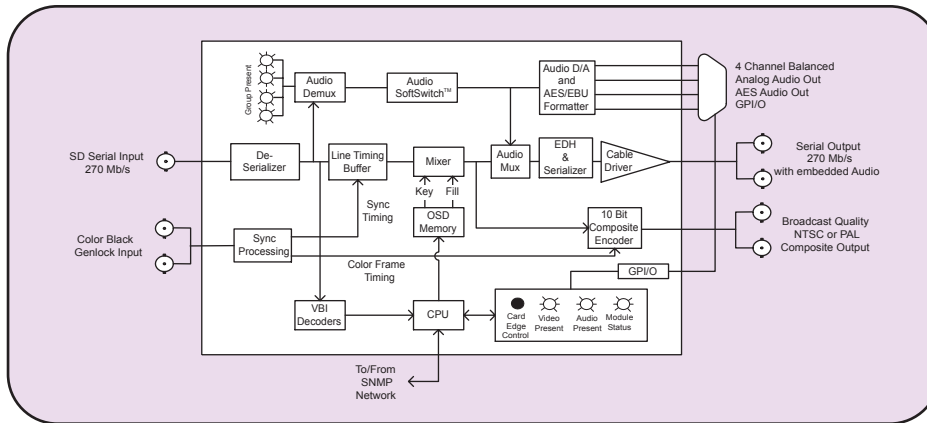 Group Present
Audio
Demux
Audio
SoftSwitch™
Audio D/A
and
AES/EBU
Formatter
4 Channel Balanced
Analog Audio Out
AES Audio Out
GPI/O
SD Serial Input
270 Mb/s
De-
Serializer
Line Timing
Buffer
Mixer
Audio
Mux
EDH
&
Serializer
Cable
Driver
Serial Output
270 Mb/s
with embedded Audio
Key
Fill
Sync
Timing
OSD
Memory
10 Bit
Composite
Encoder
Broadcast Quality
NTSC or PAL
Composite Output
Color Black
Genlock Input
Sync
Processing
Color Frame
Timing
GPI/O
VBI
Decoders
CPU
Card
Edge
Control
Video
Present
Audio
Present
Module
Status
To/From
SNMP
Network